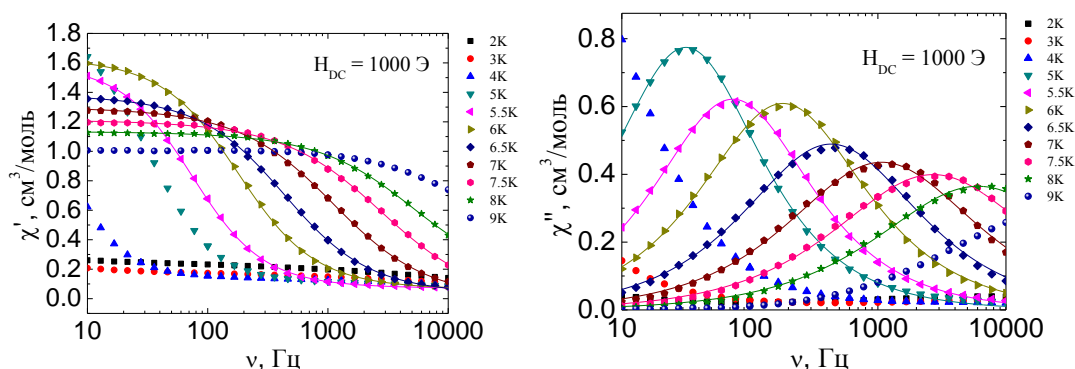 χ', см³/моль
1.8
1.6
1.4
1.2
1.0
0.8
0.6
0.4
0.2
0.0
10
100
1000
10000
ν, Гц
H_DC = 1000 Э
2K
3K
4K
5K
5.5K
6K
6.5K
7K
7.5K
8K
9K
χ'', см³/моль
0.8
0.6
0.4
0.2
0.0
10
100
1000
10000
ν, Гц
H_DC = 1000 Э
2K
3K
4K
5K
5.5K
6K
6.5K
7K
7.5K
8K
9K